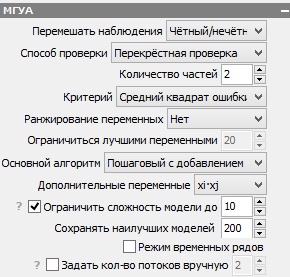 МГУА
Перемешать наблюдения Чётный/нечётн
Способ проверки Перекрёстная проверка
Количество частей 2
Критерий Средний квадрат ошибки
Ранжирование переменных Нет
Ограничиться лучшими переменными 20
Основной алгоритм Пошаговый с добавлением
Дополнительные переменные xi·xj
? Ограничить сложность модели до 10
Сохранять наилучших моделей 200
Режим временных рядов
? Задать кол-во потоков вручную 2